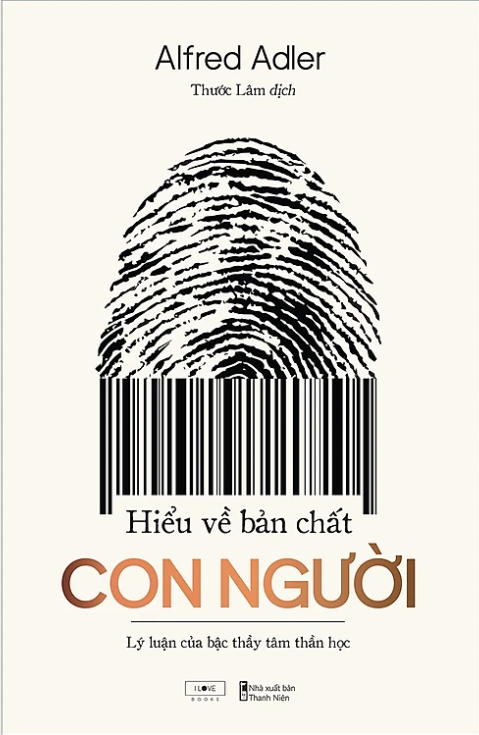 Alfred Adler
Thước Lâm dịch
Hiểu về bản chất
CON NGƯỜI
Lý luận của bậc thầy tâm thần học
I LOVE
BOOKS
Nhà xuất bản
Thanh Niên